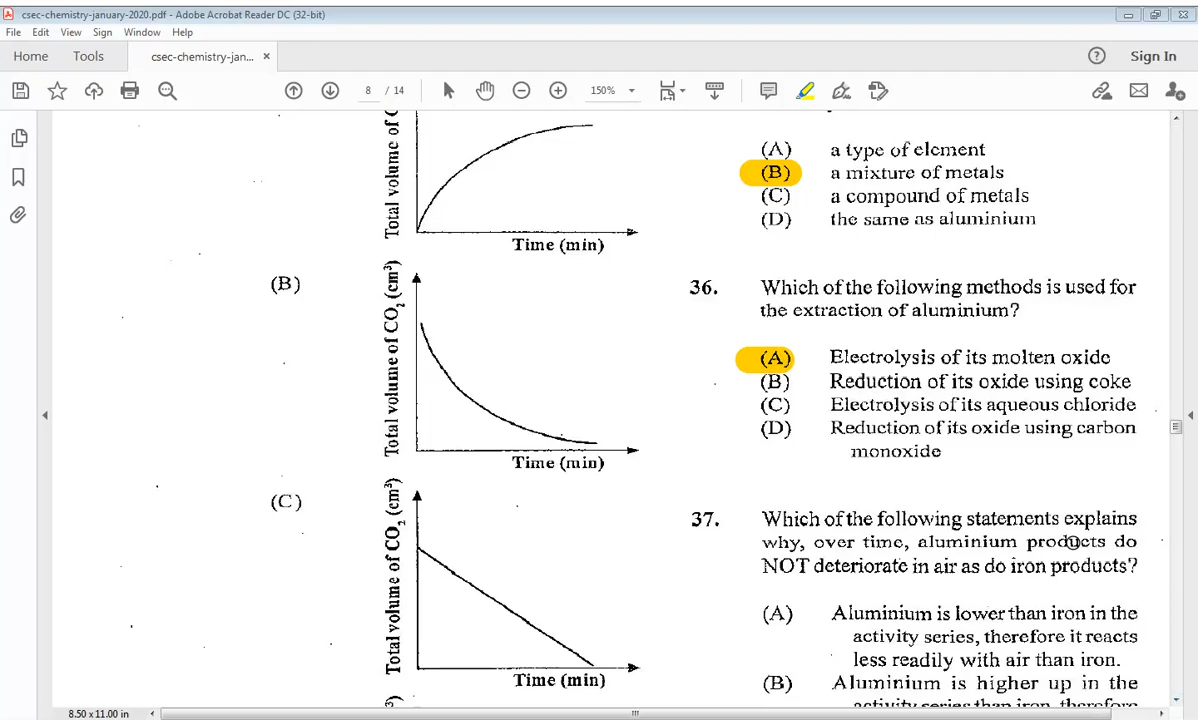 csec-chemistry-january-2020.pdf - Adobe Acrobat Reader DC (32-bit)
File Edit View Sign Window Help
Home Tools csec-chemistry-jan... × ? Sign In
8 / 14 150%
Total volume of C
Time (min)
(B)
Total volume of CO₂ (cm³)
Time (min)
(C)
Total volume of CO₂ (cm³)
Time (min)
³)
(A) a type of element
(B) a mixture of metals
(C) a compound of metals
(D) the same as aluminium
36. Which of the following methods is used for
the extraction of aluminium?
(A) Electrolysis of its molten oxide
(B) Reduction of its oxide using coke
(C) Electrolysis of its aqueous chloride
(D) Reduction of its oxide using carbon
monoxide
37. Which of the following statements explains
why, over time, aluminium products do
NOT deteriorate in air as do iron products?
(A) Aluminium is lower than iron in the
activity series, therefore it reacts
less readily with air than iron.
(B) Aluminium is higher up in the
activity series than iron, therefore
8.50 x 11.00 in